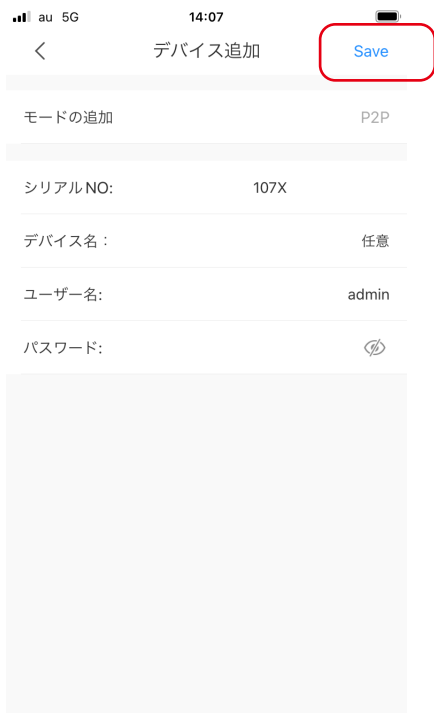 au 5G 14:07
デバイス追加 Save
モードの追加 P2P
シリアルNO: 107X
デバイス名： 任意
ユーザー名: admin
パスワード: